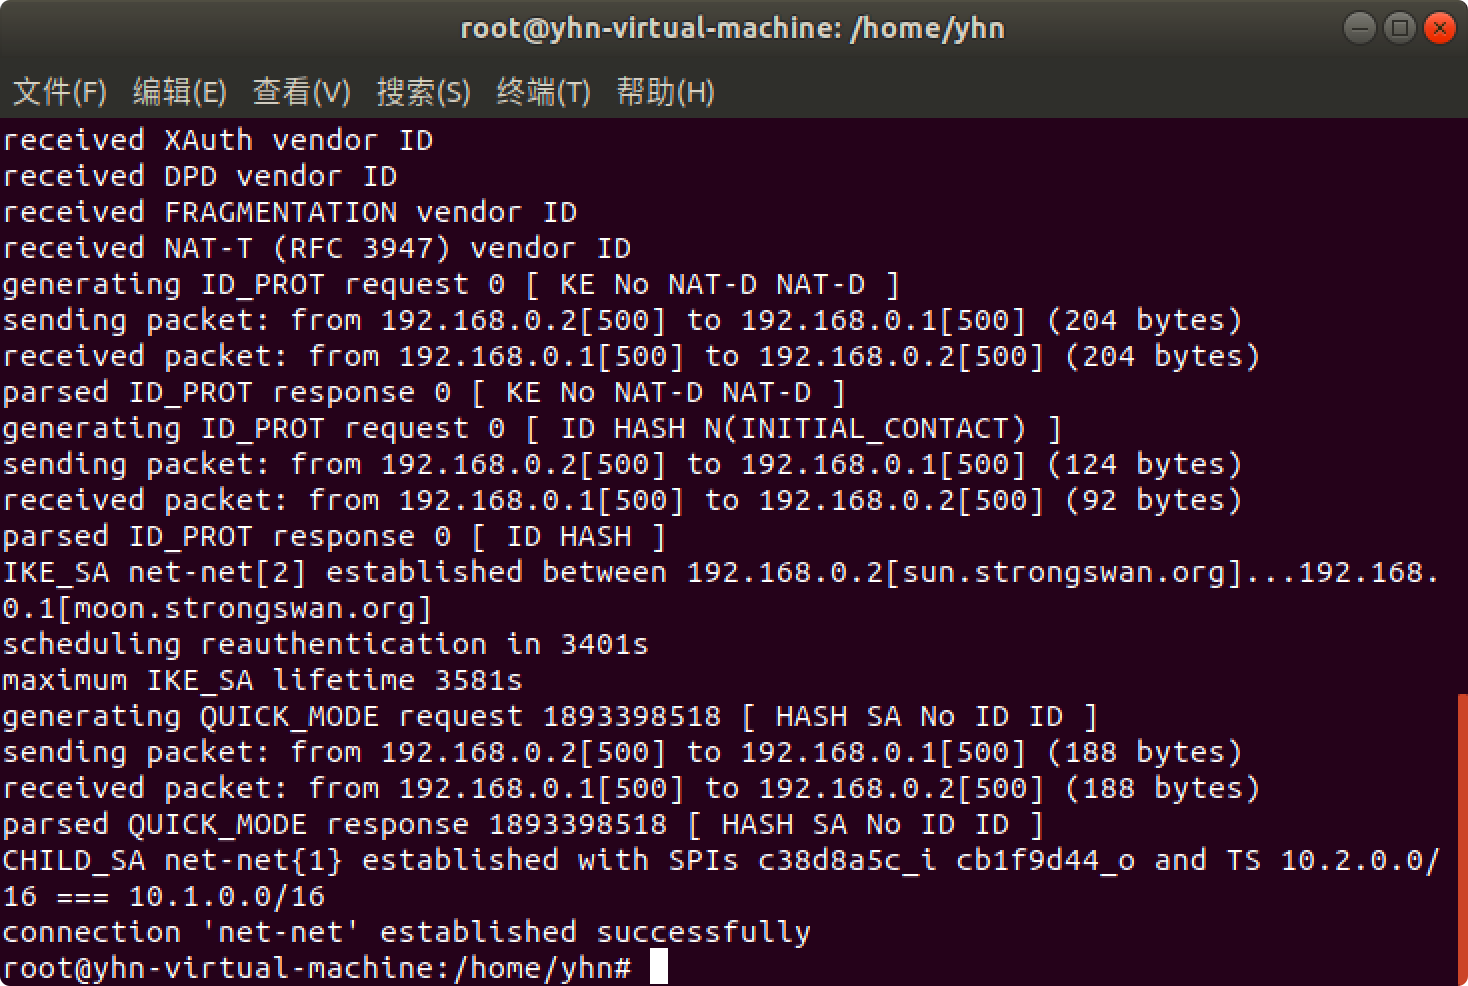 root@yhn-virtual-machine: /home/yhn
文件(F) 编辑(E) 查看(V) 搜索(S) 终端(T) 帮助(H)
received XAuth vendor ID
received DPD vendor ID
received FRAGMENTATION vendor ID
received NAT-T (RFC 3947) vendor ID
generating ID_PROT request 0 [ KE No NAT-D NAT-D ]
sending packet: from 192.168.0.2[500] to 192.168.0.1[500] (204 bytes)
received packet: from 192.168.0.1[500] to 192.168.0.2[500] (204 bytes)
parsed ID_PROT response 0 [ KE No NAT-D NAT-D ]
generating ID_PROT request 0 [ ID HASH N(INITIAL_CONTACT) ]
sending packet: from 192.168.0.2[500] to 192.168.0.1[500] (124 bytes)
received packet: from 192.168.0.1[500] to 192.168.0.2[500] (92 bytes)
parsed ID_PROT response 0 [ ID HASH ]
IKE_SA net-net[2] established between 192.168.0.2[sun.strongswan.org]...192.168.
0.1[moon.strongswan.org]
scheduling reauthentication in 3401s
maximum IKE_SA lifetime 3581s
generating QUICK_MODE request 1893398518 [ HASH SA No ID ID ]
sending packet: from 192.168.0.2[500] to 192.168.0.1[500] (188 bytes)
received packet: from 192.168.0.1[500] to 192.168.0.2[500] (188 bytes)
parsed QUICK_MODE response 1893398518 [ HASH SA No ID ID ]
CHILD_SA net-net{1} established with SPIs c38d8a5c_i cb1f9d44_o and TS 10.2.0.0/
16 === 10.1.0.0/16
connection 'net-net' established successfully
root@yhn-virtual-machine:/home/yhn#